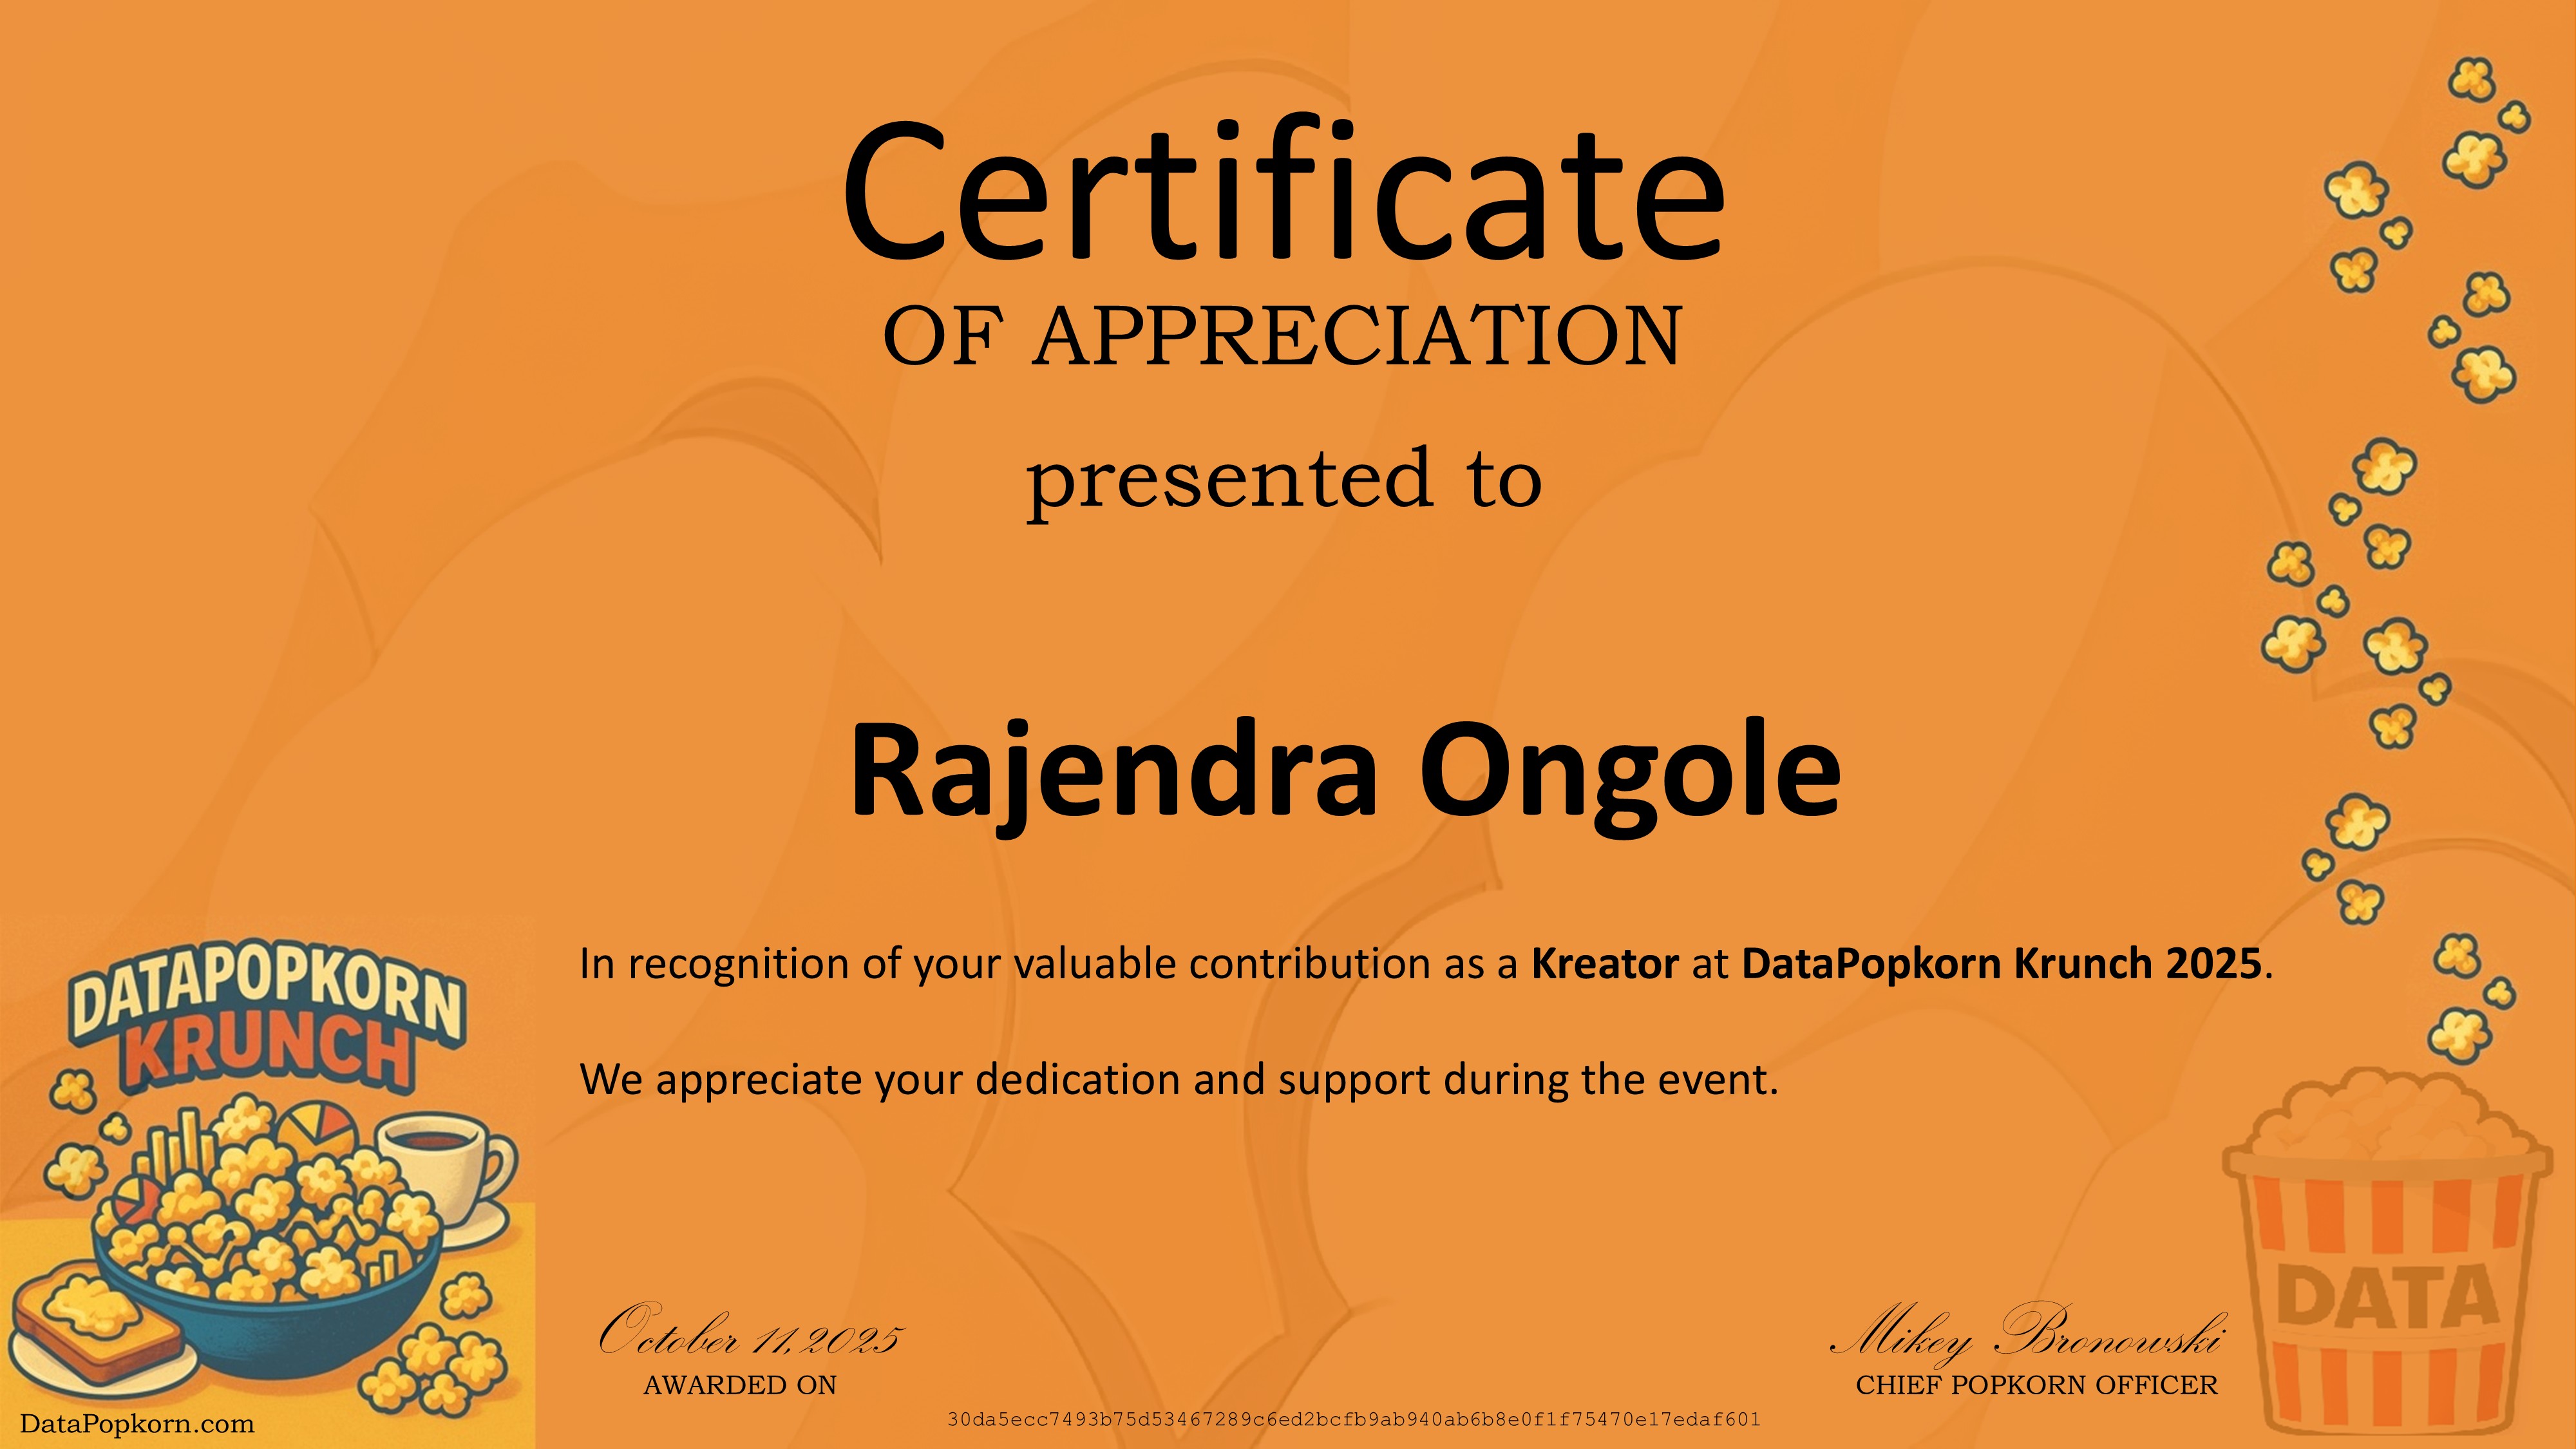 Certificate
OF APPRECIATION
presented to
Rajendra Ongole
In recognition of your valuable contribution as a Kreator at DataPopkorn Krunch 2025.
We appreciate your dedication and support during the event.
DATAPOPKORN
KRUNCH
DATA
October 11, 2025
AWARDED ON
Mikey Bronowski
CHIEF POPKORN OFFICER
30da5ecc7493b75d53467289c6ed2bcfb9ab940ab6b8e0f1f75470e17edaf601
DataPopkorn.com